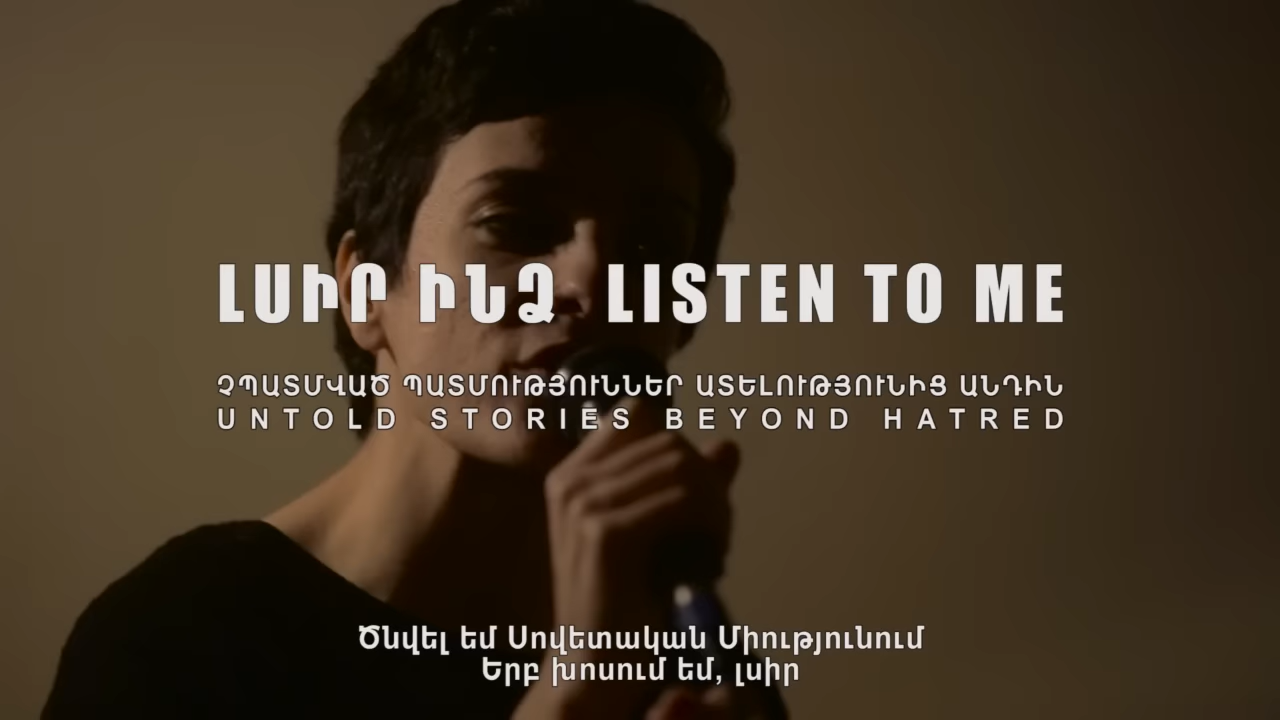 ԼՍԻՐ ԻՆՁ LISTEN TO ME
ՉՊԱՏՄՎԱԾ ՊԱՏՄՈՒԹՅՈՒՆՆԵՐ ԱՏԵԼՈՒԹՅՈՒՆԻՑ ԱՆԴԻՆ
UNTOLD STORIES BEYOND HATRED
Ծնվել եմ Սովետական Միությունում
Երբ խոսում եմ, լսիր